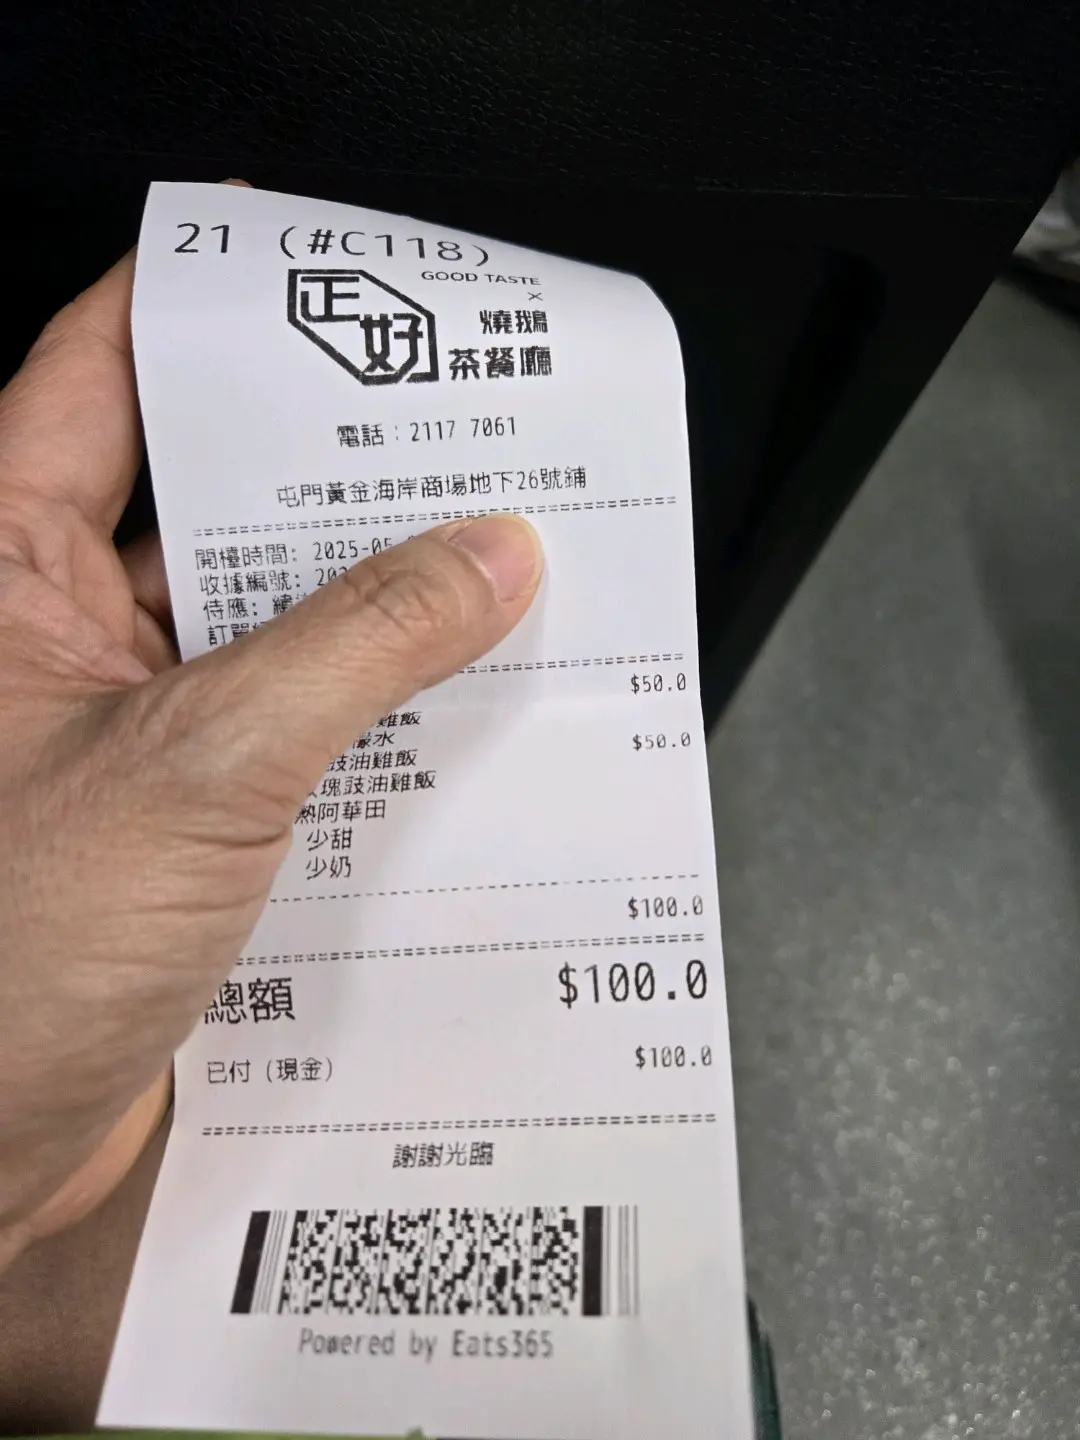 21 (#C118)
GOOD TASTE
×
正好
燒鵝
茶餐廳
電話：2117 7061
屯門黃金海岸商場地下26號鋪
開檯時間: 2025-05
收據編號: 202
侍應:
訂單
$50.0
雞飯
水
$50.0
豉油雞飯
瑰豉油雞飯
熱阿華田
少甜
少奶
$100.0
總額 $100.0
已付 (現金) $100.0
謝謝光臨
Powered by Eats365